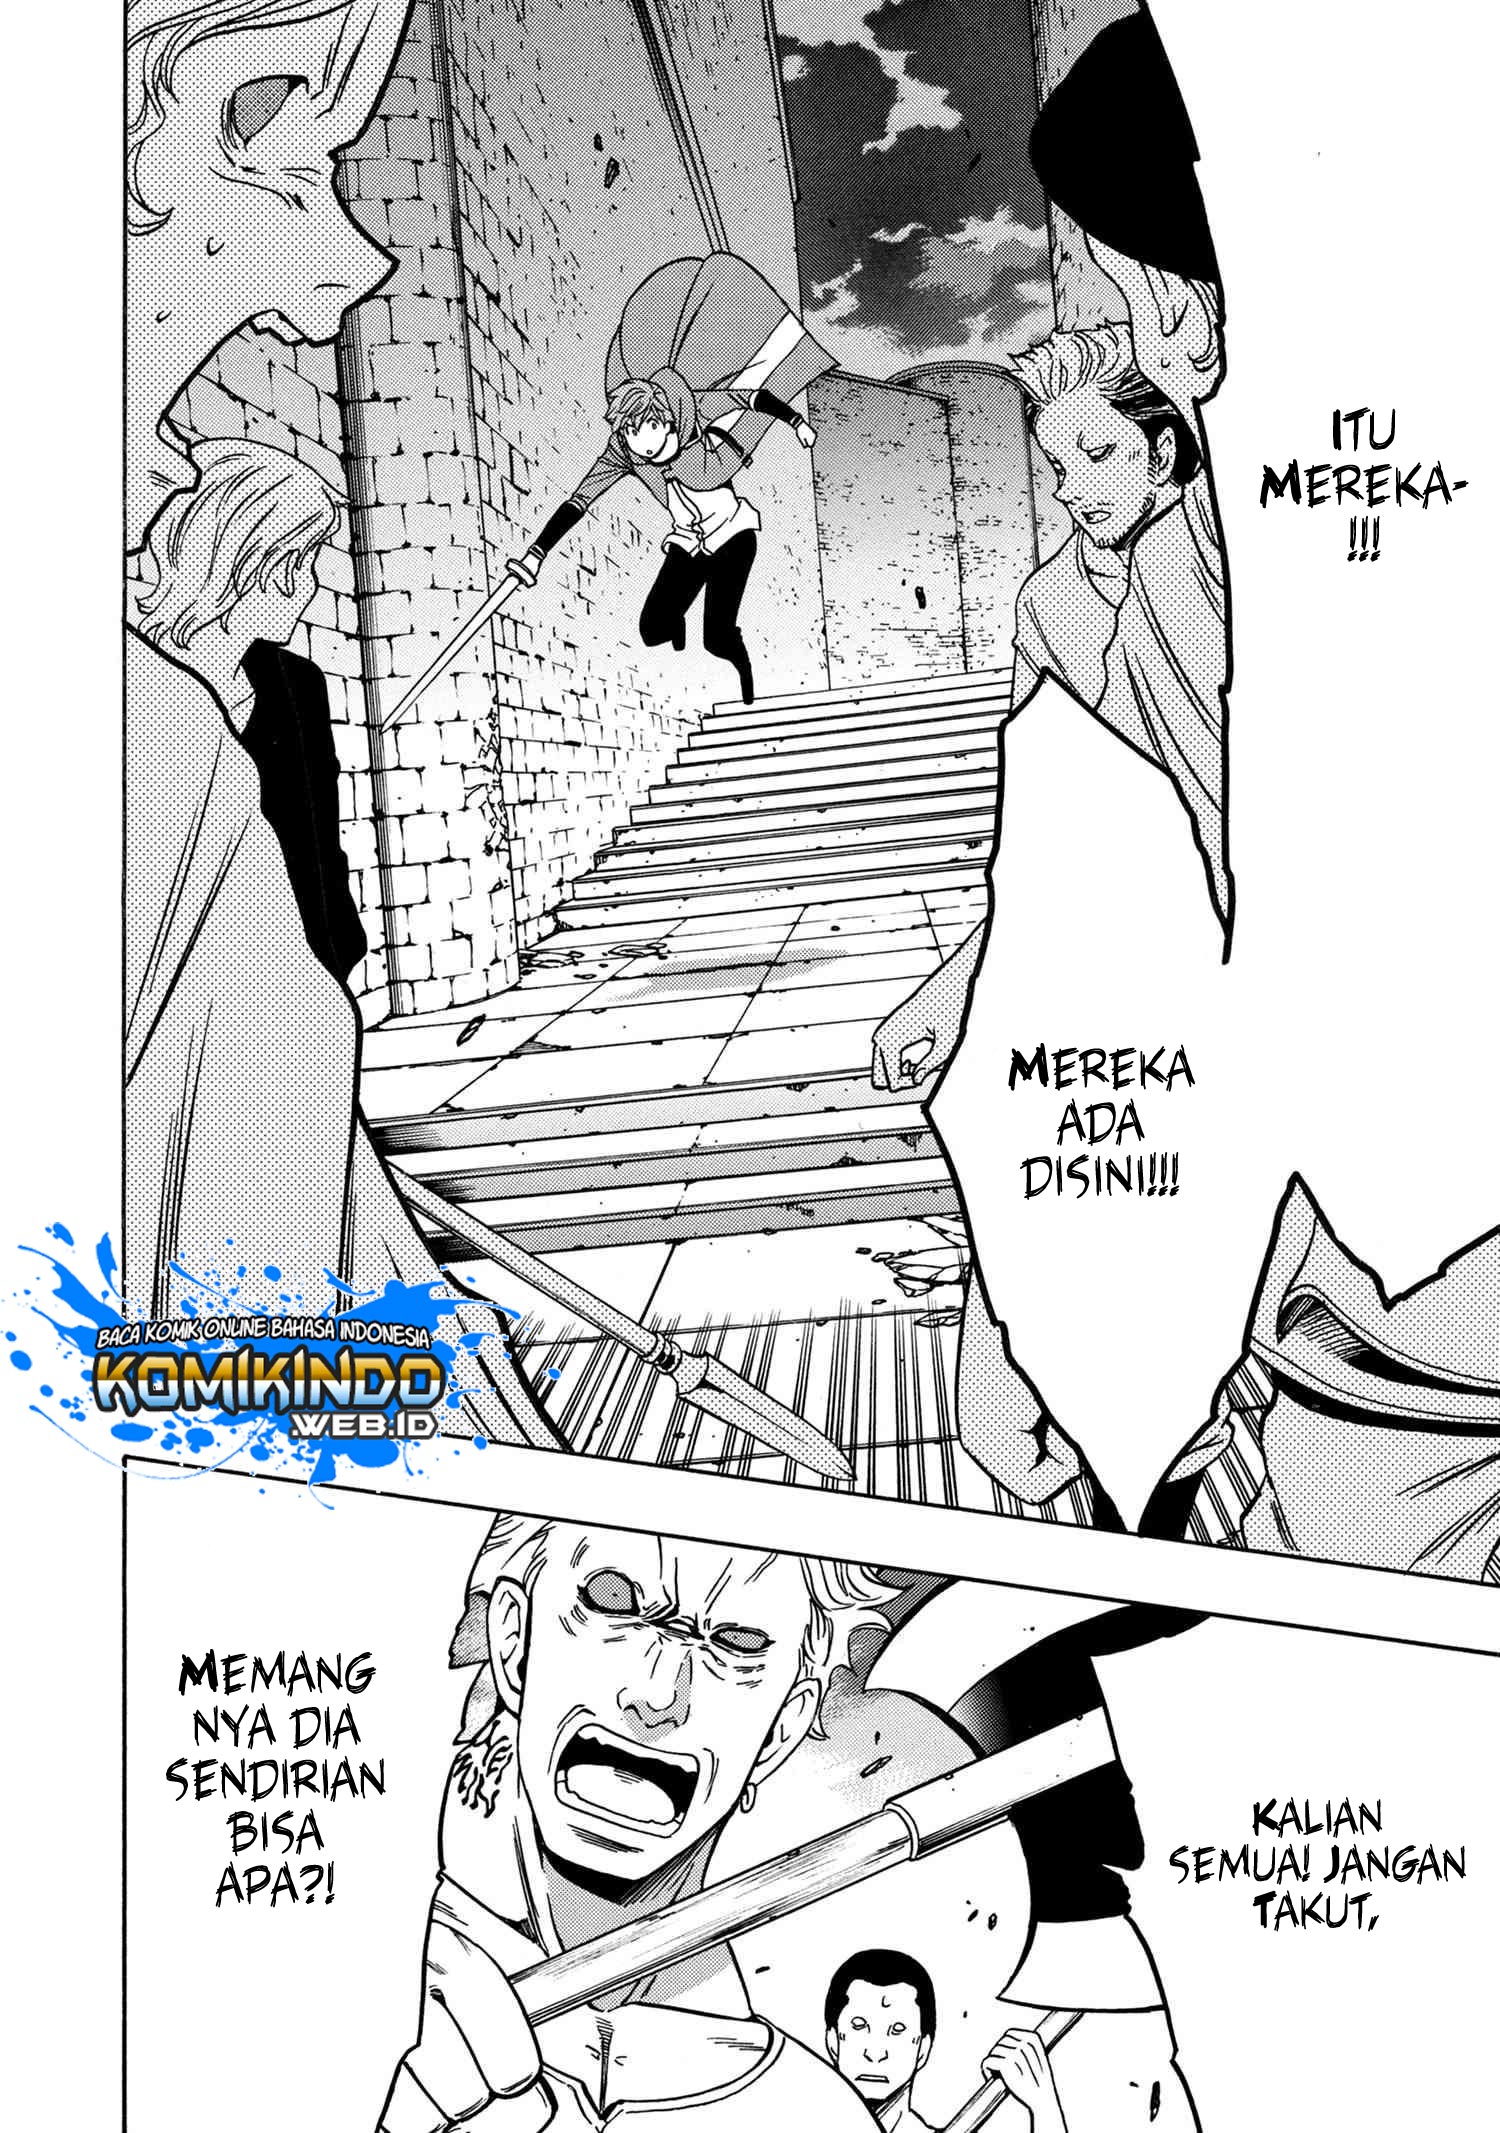 ITU
MEREKA-
!!!
MEREKA
ADA
DISINI!!!
BACA KOMIK ONLINE BAHASA INDONESIA
KOMIKINDO
.WEB.ID
KALIAN
SEMUA! JANGAN
TAKUT,
MEMANG
NYA DIA
SENDIRIAN
BISA
APA?!